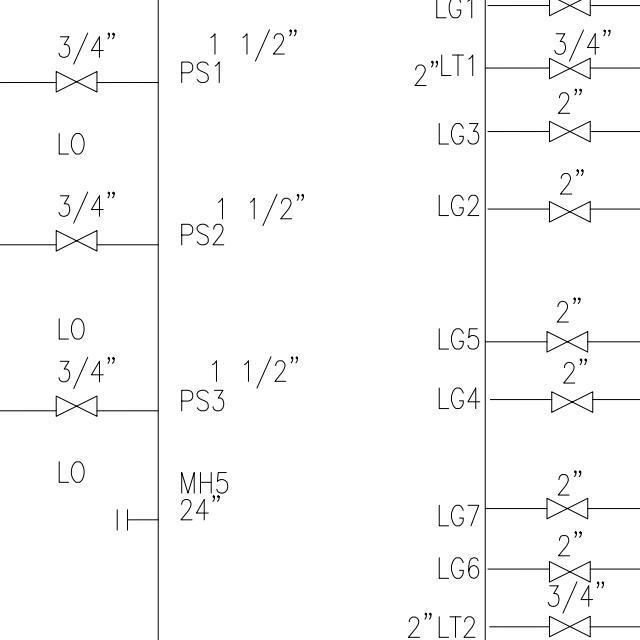 3/4"
1 1/2"
PS1
LO
3/4"
1 1/2"
PS2
LO
3/4"
1 1/2"
PS3
LO
MH5
24"
LG1
3/4"
2"LT1
2"
LG3
2"
LG2
2"
LG5
2"
LG4
2"
LG7
2"
LG6
3/4"
2"LT2